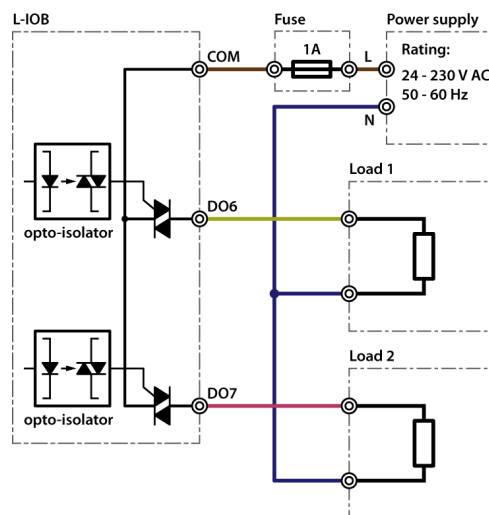 L-IOB
Fuse
Power supply
COM
1A
L
Rating:
24 - 230 V AC
50 - 60 Hz
N
Load 1
DO6
opto-isolator
Load 2
DO7
opto-isolator